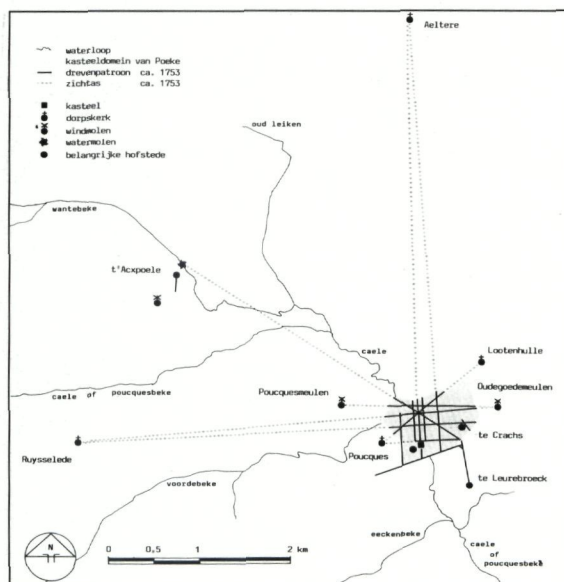 Aeltere
waterloop
kasteeldomein van Poeke
drevenpatroon ca. 1753
zichtas ca. 1753
kasteel
dorpskerk
windmolen
watermolen
belangrijke hofstede
oud leiken
wantebeke
t'Acxpoele
caele
Lootenhulle
caele of poucquesbeke
Poucquesmeulen
Oudegoedemeulen
te Crachs
Ruysselede
Poucques
voordebeke
te Leurebroeck
eeckenbeke
caele
of
poucquesbeke
N
0 0,5 1 2 km